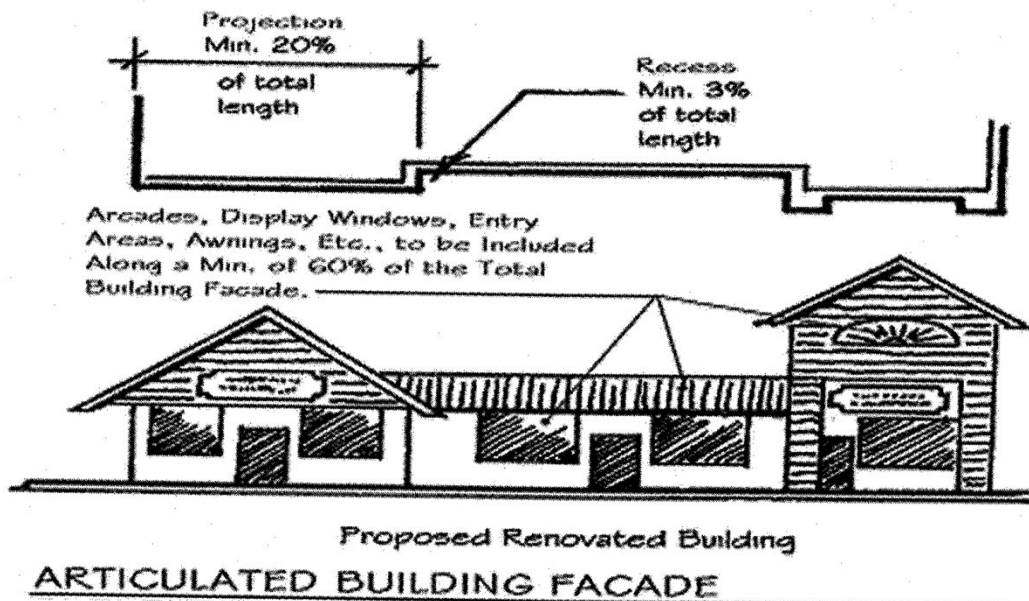 Projection
Min. 20%
of total
length
Recess
Min. 3%
of total
length
Arcades, Display Windows, Entry
Areas, Awnings, Etc., to be Included
Along a Min. of 60% of the Total
Building Facade.
Proposed Renovated Building
ARTICULATED BUILDING FACADE